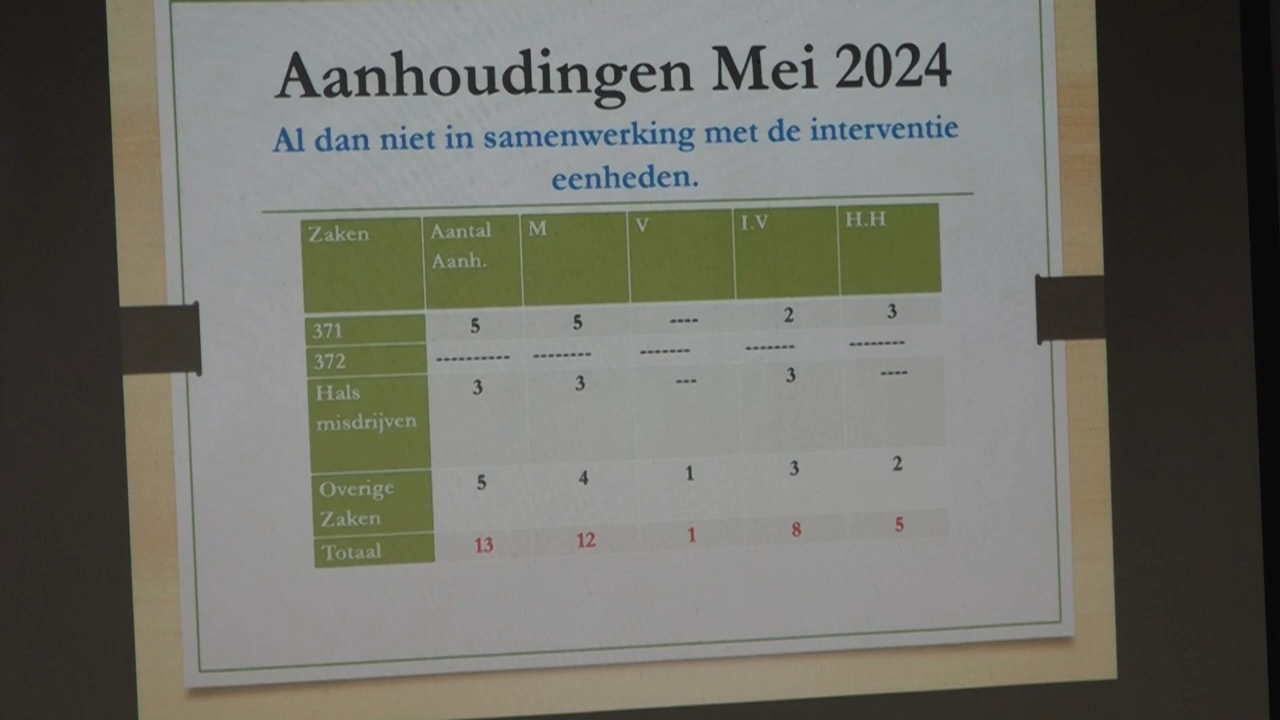 Aanhoudingen Mei 2024
Al dan niet in samenwerking met de interventie
eenheden.
Zaken Aantal Aanh. M V I.V H.H
371 5 5 ---- 2 3
372 ---------- -------- ------- ------- --------
Hals misdrijven 3 3 --- 3 ----
Overige Zaken 5 4 1 3 2
Totaal 13 12 1 8 5